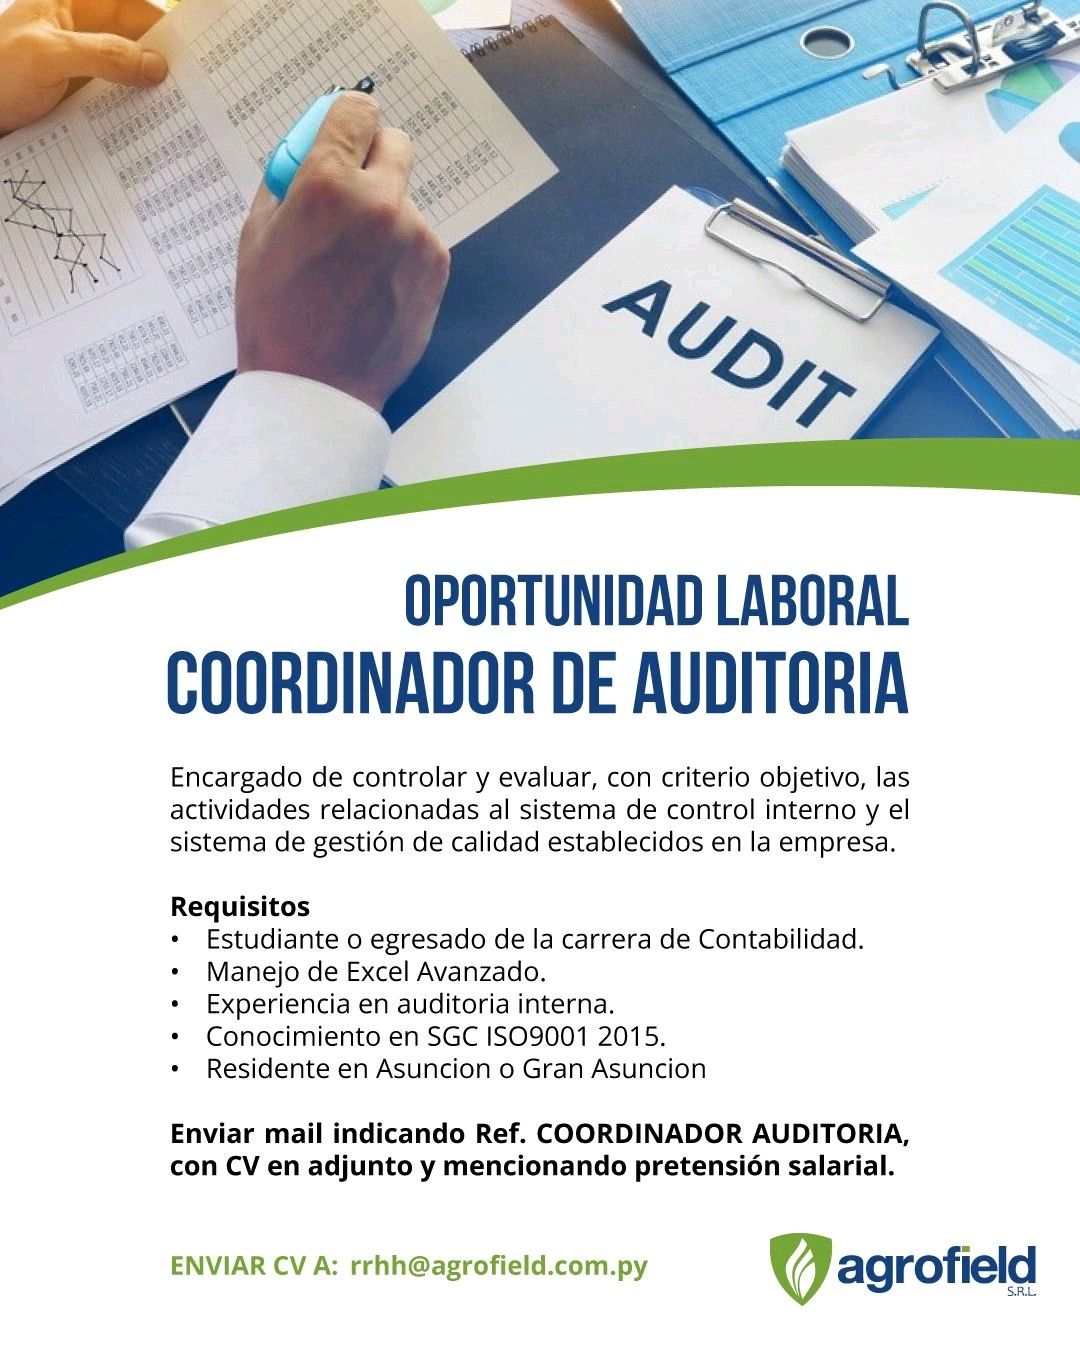 AUDIT
OPORTUNIDAD LABORAL
COORDINADOR DE AUDITORIA
Encargado de controlar y evaluar, con criterio objetivo, las
actividades relacionadas al sistema de control interno y el
sistema de gestión de calidad establecidos en la empresa.
Requisitos
• Estudiante o egresado de la carrera de Contabilidad.
• Manejo de Excel Avanzado.
• Experiencia en auditoria interna.
• Conocimiento en SGC ISO9001 2015.
• Residente en Asuncion o Gran Asuncion
Enviar mail indicando Ref. COORDINADOR AUDITORIA,
con CV en adjunto y mencionando pretensión salarial.
ENVIAR CV A: rrhh@agrofield.com.py
agrofield
S.R.L.